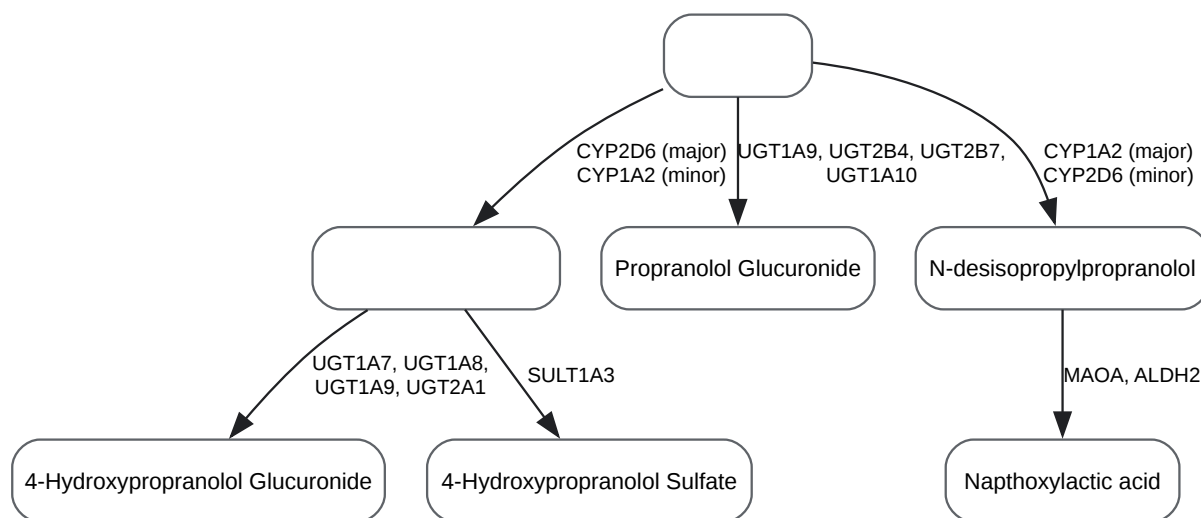 CYP2D6 (major)
CYP1A2 (minor)
UGT1A9, UGT2B4, UGT2B7,
UGT1A10
CYP1A2 (major)
CYP2D6 (minor)
Propranolol Glucuronide
N-desisopropylpropranolol
UGT1A7, UGT1A8,
UGT1A9, UGT2A1
SULT1A3
MAOA, ALDH2
4-Hydroxypropranolol Glucuronide
4-Hydroxypropranolol Sulfate
Napthoxylactic acid